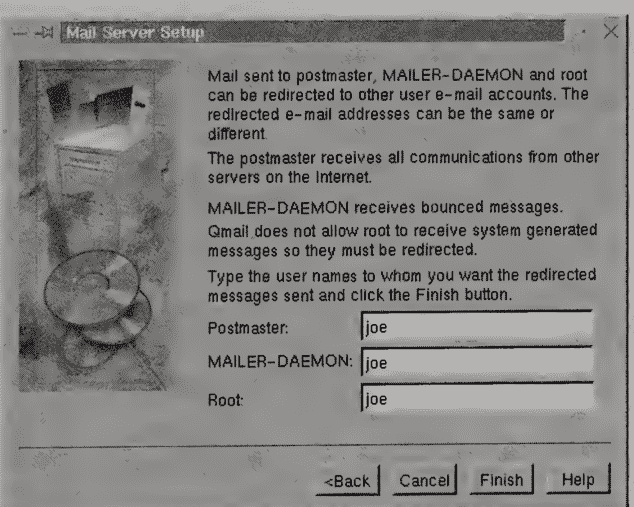 Mail Server Setup
Mail sent to postmaster, MAILER-DAEMON and root
can be redirected to other user e-mail accounts. The
redirected e-mail addresses can be the same or
different.
The postmaster receives all communications from other
servers on the Internet.
MAILER-DAEMON receives bounced messages.
Qmail does not allow root to receive system generated
messages so they must be redirected.
Type the user names to whom you want the redirected
messages sent and click the Finish button.
Postmaster: joe
MAILER-DAEMON: joe
Root: joe
<Back Cancel Finish Help